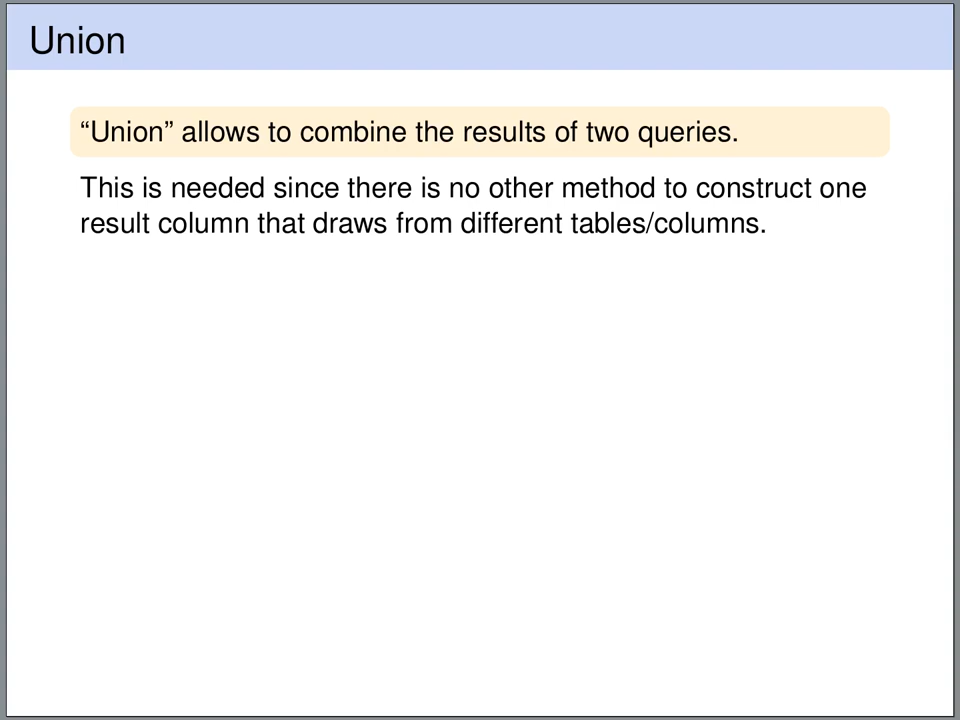 Union
“Union” allows to combine the results of two queries.
This is needed since there is no other method to construct one
result column that draws from different tables/columns.